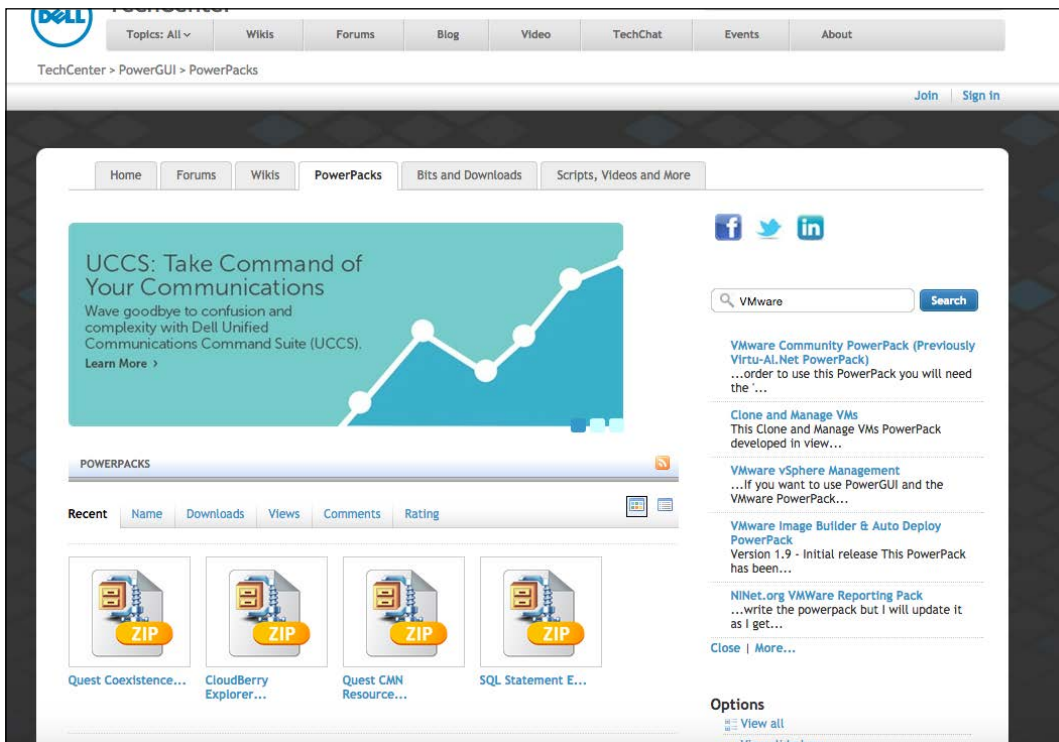 DELL
TechCenter
Topics: All Wikis Forums Blog Video TechChat Events About
TechCenter > PowerGUI > PowerPacks
Join Sign in
Home Forums Wikis PowerPacks Bits and Downloads Scripts, Videos and More
UCCS: Take Command of
Your Communications
Wave goodbye to confusion and
complexity with Dell Unified
Communications Command Suite (UCCS).
Learn More >
POWERPACKS
Recent Name Downloads Views Comments Rating
ZIP ZIP ZIP ZIP
Quest Coexistence... CloudBerry Explorer... Quest CMN Resource... SQL Statement E...
f in
VMware Search
VMware Community PowerPack (Previously
Virtu-Al.Net PowerPack)
...order to use this PowerPack you will need
the '...
Clone and Manage VMs
This Clone and Manage VMs PowerPack
developed in view...
VMware vSphere Management
...If you want to use PowerGUI and the
VMware PowerPack...
VMware Image Builder & Auto Deploy
PowerPack
Version 1.9 - Initial release This PowerPack
has been...
NiNet.org VMWare Reporting Pack
...write the powerpack but I will update it
as I get...
Close | More...
Options
View all